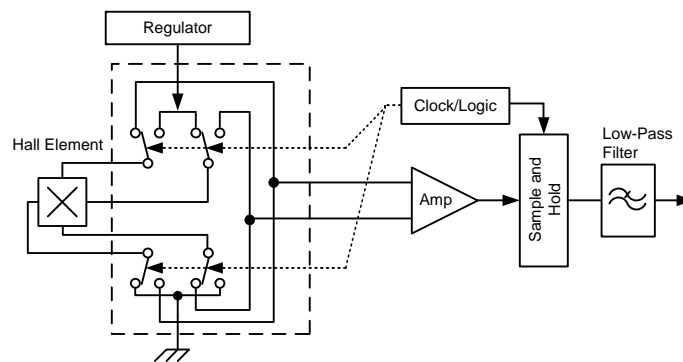 Regulator
Clock/Logic
Hall Element
Low-Pass
Filter
Amp
Sample and
Hold